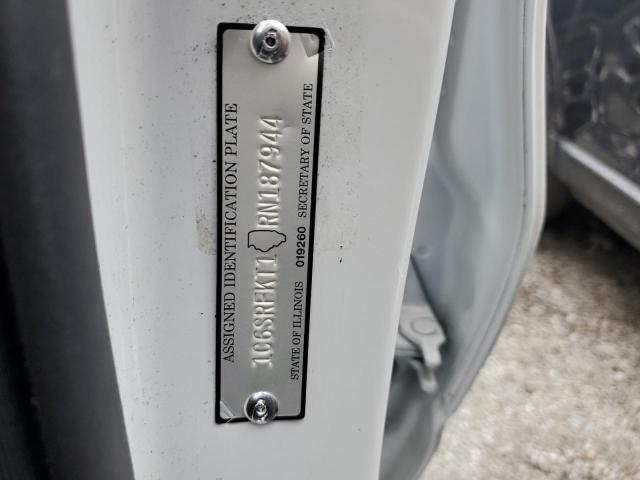 ASSIGNED IDENTIFICATION PLATE
1C6SRFKT1 RN187944
STATE OF ILLINOIS 019260 SECRETARY OF STATE